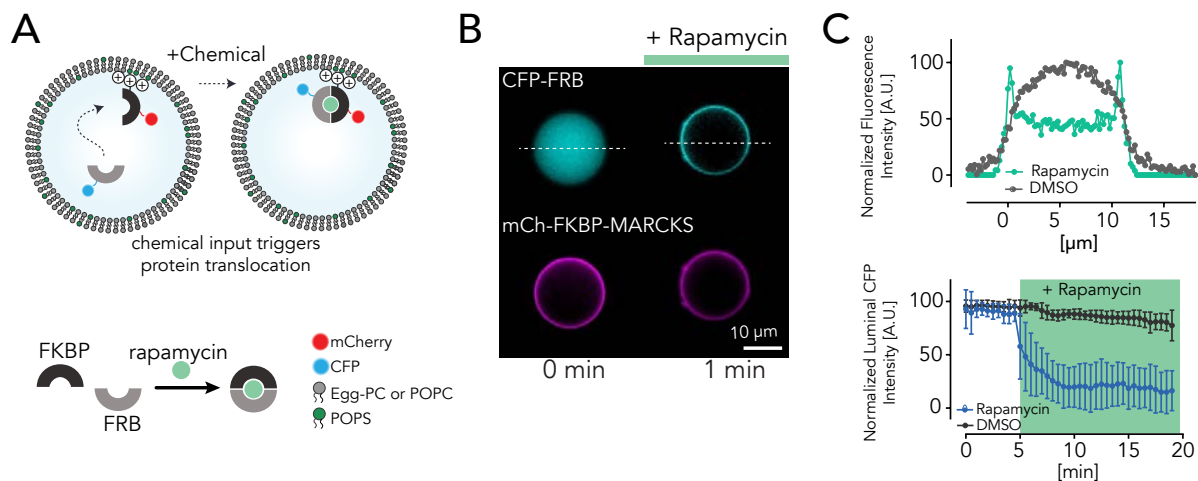 A
+Chemical
+++
+++
chemical input triggers
protein translocation
FKBP
rapamycin
FRB
mCherry
CFP
Egg-PC or POPC
POPS
B
+ Rapamycin
CFP-FRB
mCh-FKBP-MARCKS
10 µm
0 min
1 min
C
Normalized Fluorescence
Intensity [A.U.]
100
50
0
Rapamycin
DMSO
0
5
10
15
[µm]
Normalized Luminal CFP
Intensity [A.U.]
+ Rapamycin
100
50
0
Rapamycin
DMSO
0
5
10
15
20
[min]